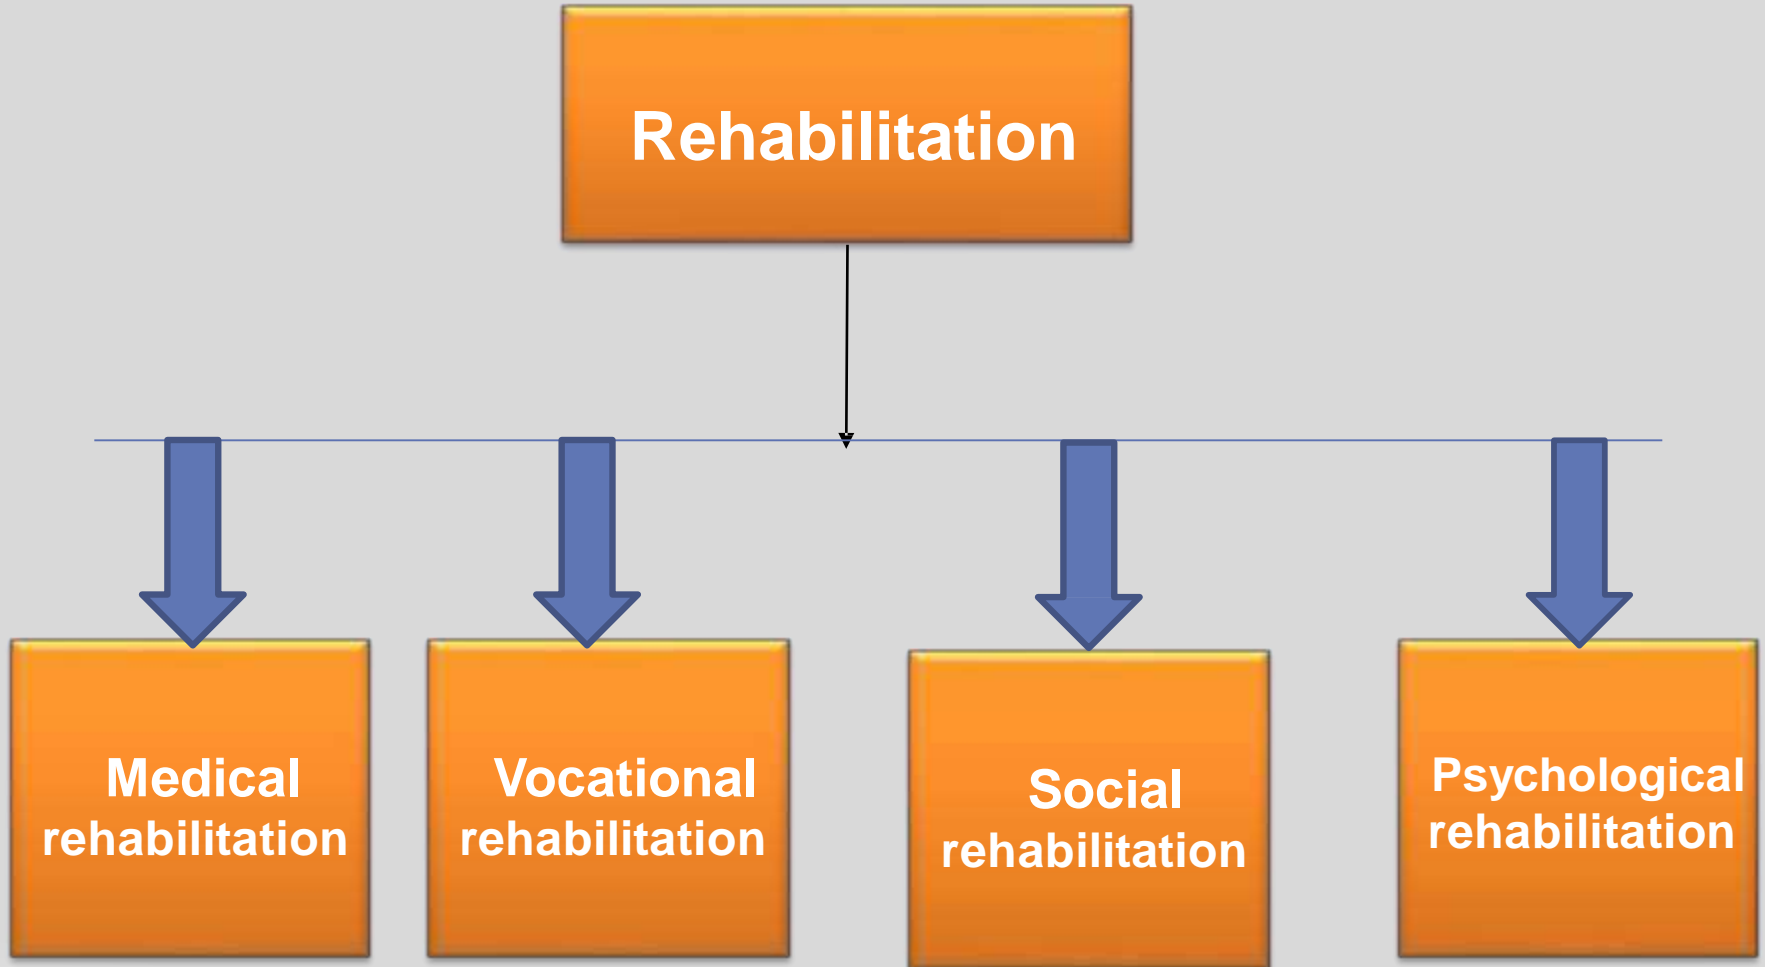 Rehabilitation
Medical
rehabilitation
Vocational
rehabilitation
Social
rehabilitation
Psychological
rehabilitation